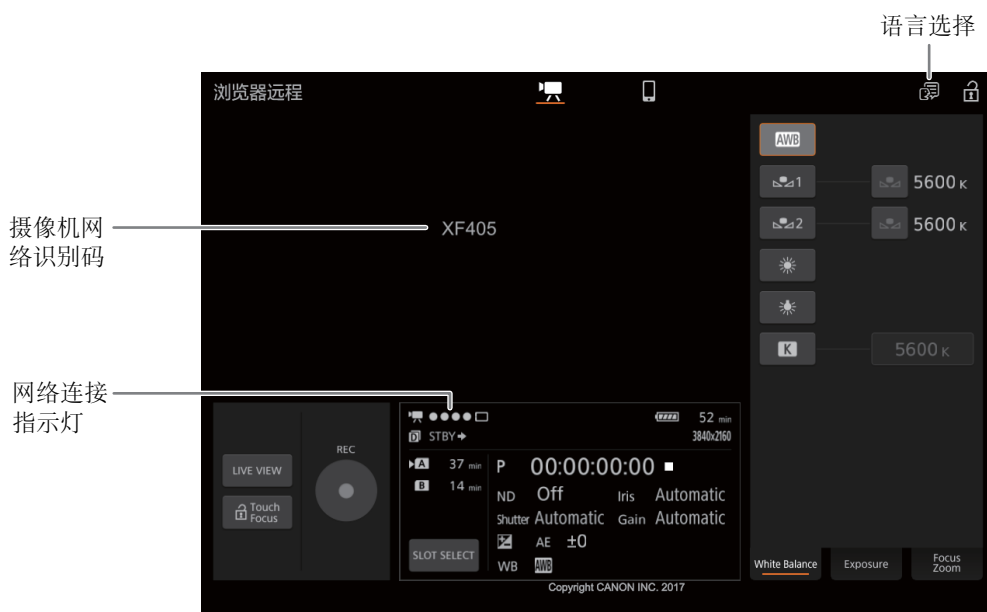 语言选择
浏览器远程
AWB
1 5600 K
摄像机网
络识别码
XF405
2 5600 K
K 5600 K
网络连接
指示灯
52 min
D STBY
3840x2160
REC
LIVE VIEW
Touch
Focus
A 37 min
B 14 min
P 00:00:00:00
ND Off Iris Automatic
Shutter Automatic Gain Automatic
AE ±0
SLOT SELECT
WB AWB
White Balance
Exposure
Focus
Zoom
Copyright CANON INC. 2017